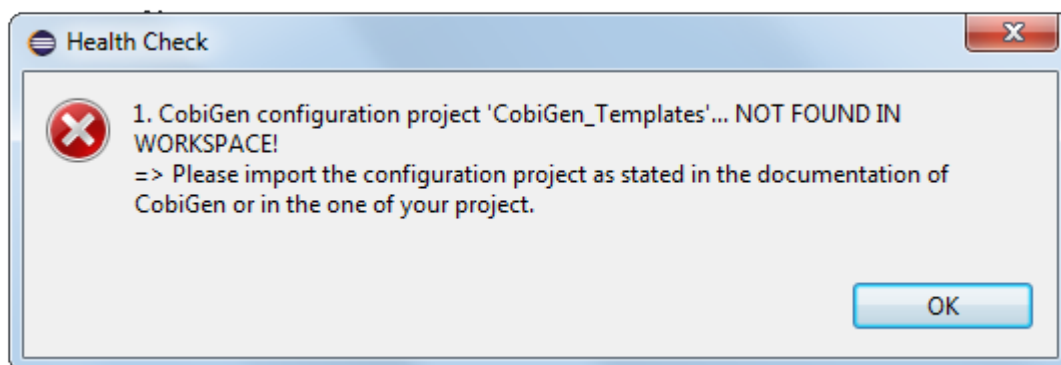 Health Check
1. CobiGen configuration project 'CobiGen_Templates'... NOT FOUND IN
WORKSPACE!
=> Please import the configuration project as stated in the documentation of
CobiGen or in the one of your project.
OK